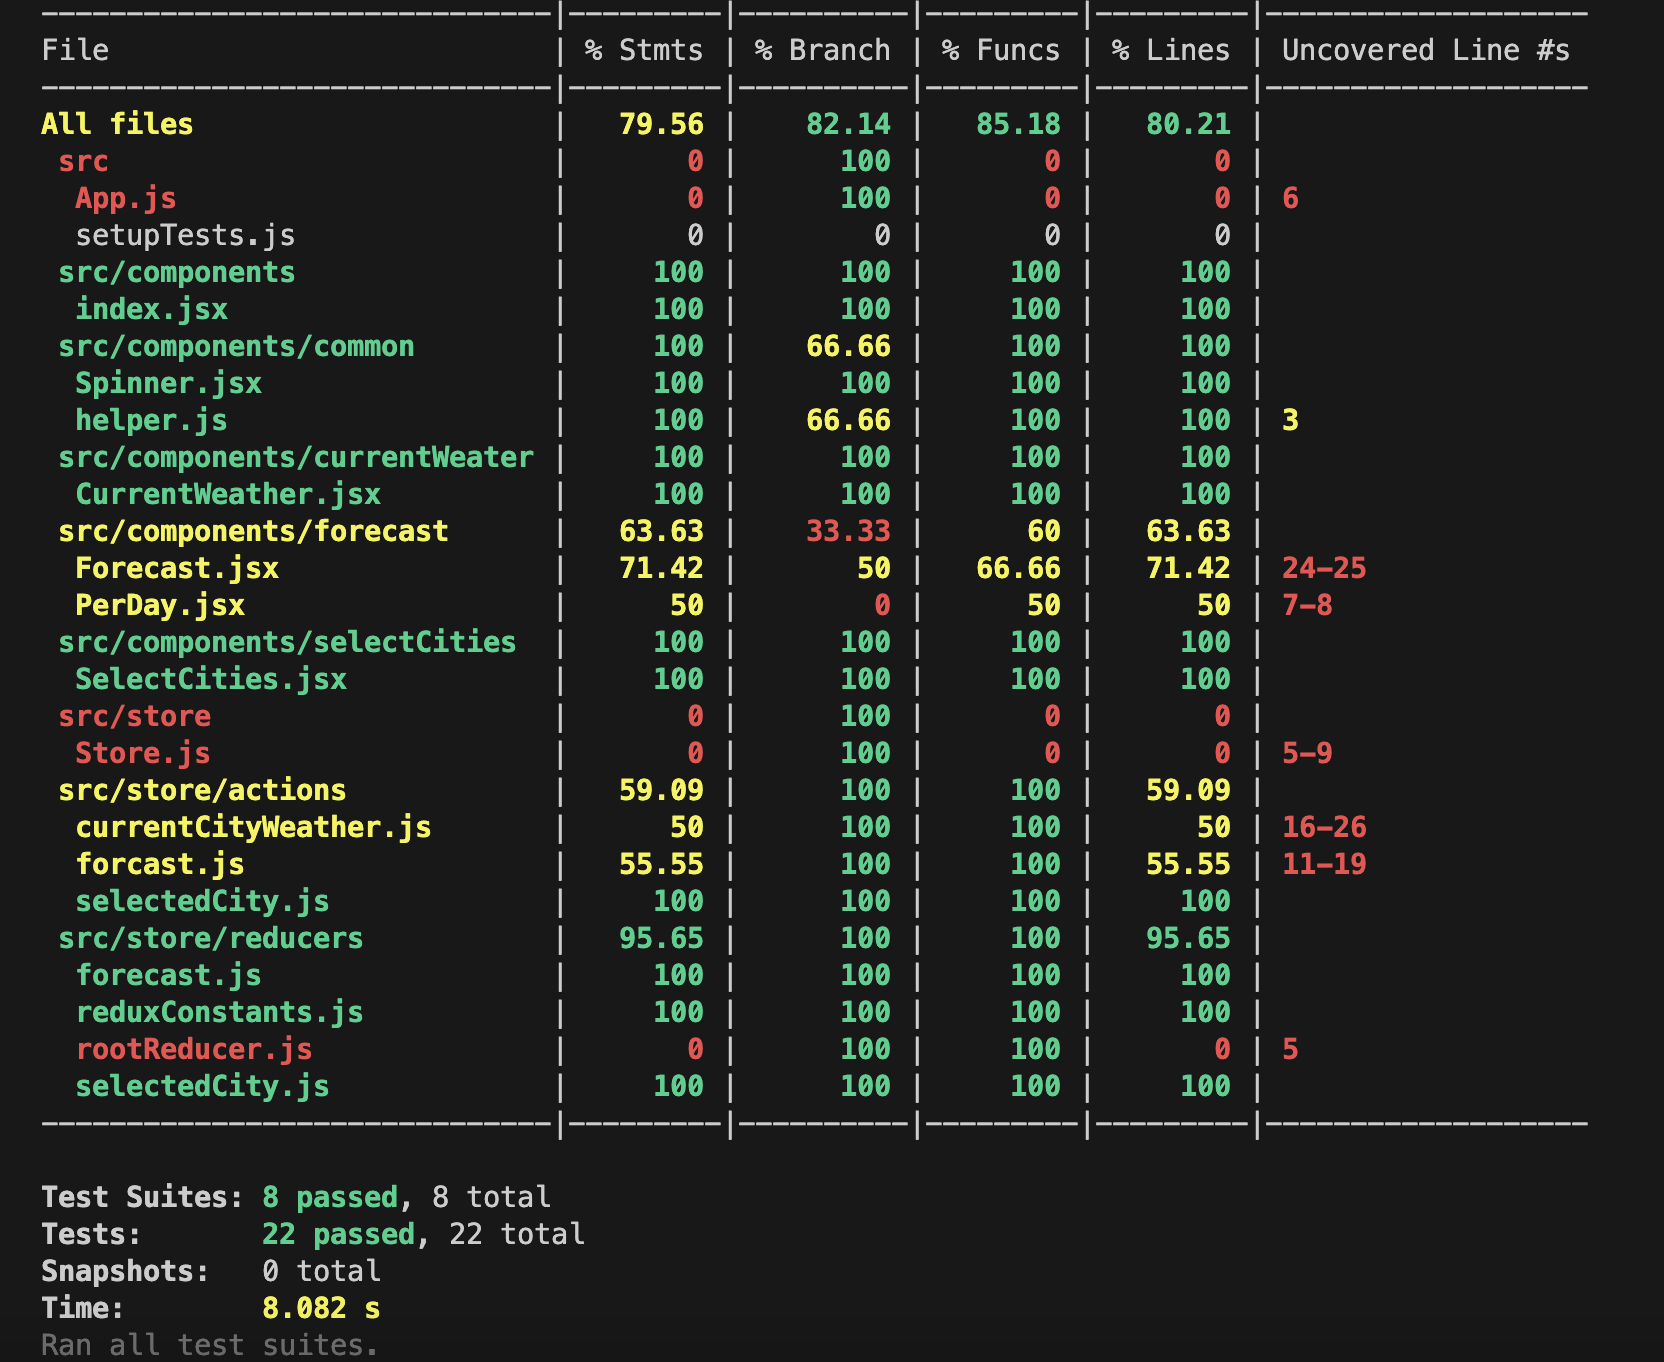 -------------------------------|---------|----------|---------|---------|-------------------
File | % Stmts | % Branch | % Funcs | % Lines | Uncovered Line #s
-------------------------------|---------|----------|---------|---------|-------------------
All files | 79.56 | 82.14 | 85.18 | 80.21 |
src | 0 | 100 | 0 | 0 |
App.js | 0 | 100 | 0 | 0 | 6
setupTests.js | 0 | 0 | 0 | 0 |
src/components | 100 | 100 | 100 | 100 |
index.jsx | 100 | 100 | 100 | 100 |
src/components/common | 100 | 66.66 | 100 | 100 |
Spinner.jsx | 100 | 100 | 100 | 100 |
helper.js | 100 | 66.66 | 100 | 100 | 3
src/components/currentWeater | 100 | 100 | 100 | 100 |
CurrentWeather.jsx | 100 | 100 | 100 | 100 |
src/components/forecast | 63.63 | 33.33 | 60 | 63.63 |
Forecast.jsx | 71.42 | 50 | 66.66 | 71.42 | 24-25
PerDay.jsx | 50 | 0 | 50 | 50 | 7-8
src/components/selectCities | 100 | 100 | 100 | 100 |
SelectCities.jsx | 100 | 100 | 100 | 100 |
src/store | 0 | 100 | 0 | 0 |
Store.js | 0 | 100 | 0 | 0 | 5-9
src/store/actions | 59.09 | 100 | 100 | 59.09 |
currentCityWeather.js | 50 | 100 | 100 | 50 | 16-26
forcast.js | 55.55 | 100 | 100 | 55.55 | 11-19
selectedCity.js | 100 | 100 | 100 | 100 |
src/store/reducers | 95.65 | 100 | 100 | 95.65 |
forecast.js | 100 | 100 | 100 | 100 |
reduxConstants.js | 100 | 100 | 100 | 100 |
rootReducer.js | 0 | 100 | 100 | 0 | 5
selectedCity.js | 100 | 100 | 100 | 100 |
-------------------------------|---------|----------|---------|---------|-------------------
Test Suites: 8 passed, 8 total
Tests: 22 passed, 22 total
Snapshots: 0 total
Time: 8.082 s
Ran all test suites.